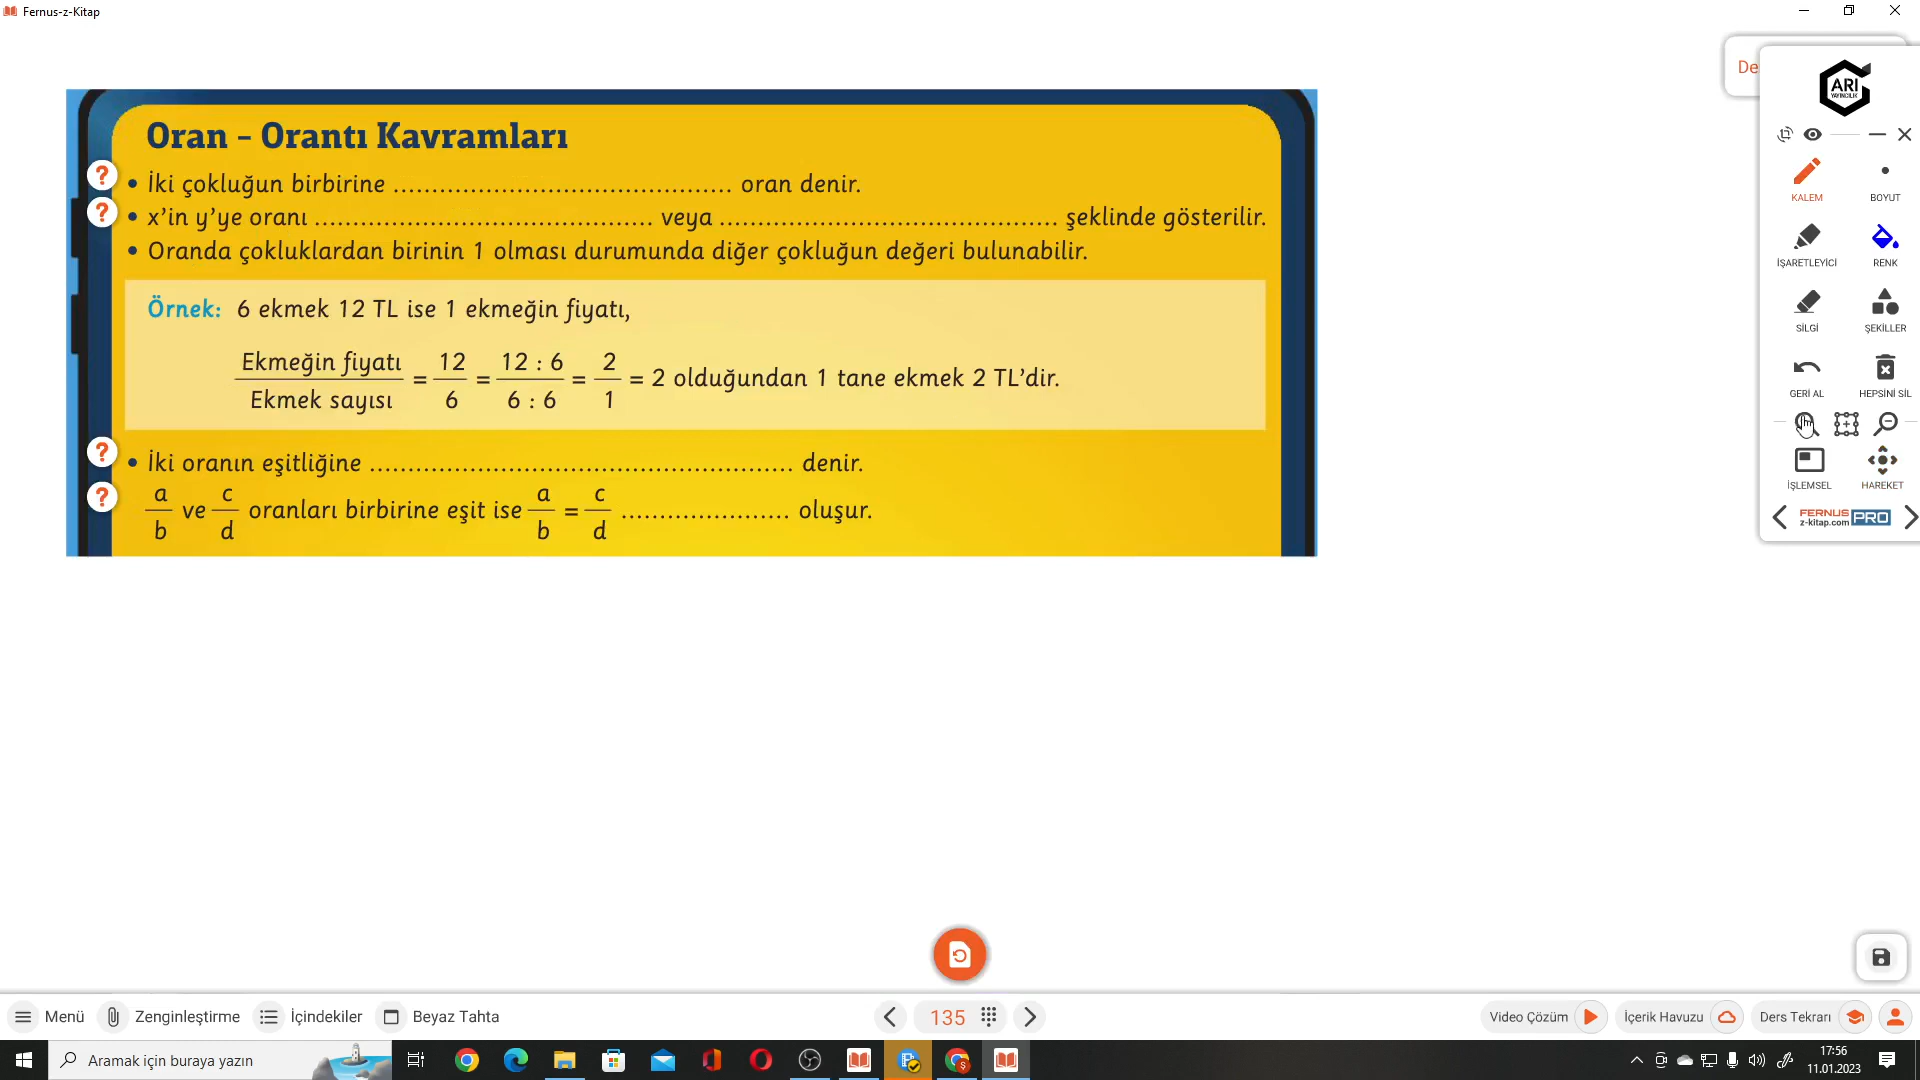 Fernus-z-Kitap
De
ARI
YAYINCILIK
Oran – Orantı Kavramları
? • İki çokluğun birbirine ............................................ oran denir.
? • x’in y’ye oranı ............................................ veya ............................................ şeklinde gösterilir.
• Oranda çokluklardan birinin 1 olması durumunda diğer çokluğun değeri bulunabilir.
Örnek: 6 ekmek 12 TL ise 1 ekmeğin fiyatı,
Ekmeğin fiyatı / Ekmek sayısı = 12 / 6 = 12 : 6 / 6 : 6 = 2 / 1 = 2 olduğundan 1 tane ekmek 2 TL’dir.
? • İki oranın eşitliğine ....................................................... denir.
? a / b ve c / d oranları birbirine eşit ise a / b = c / d ...................... oluşur.
KALEM BOYUT
İŞARETLEYİCİ RENK
SİLGİ ŞEKİLLER
GERİ AL HEPSİNİ SİL
İŞLEMSEL HAREKET
FERNUS
z-kitap.com PRO
Menü Zenginleştirme İçindekiler Beyaz Tahta 135 Video Çözüm İçerik Havuzu Ders Tekrarı
Aramak için buraya yazın
17:56
11.01.2023